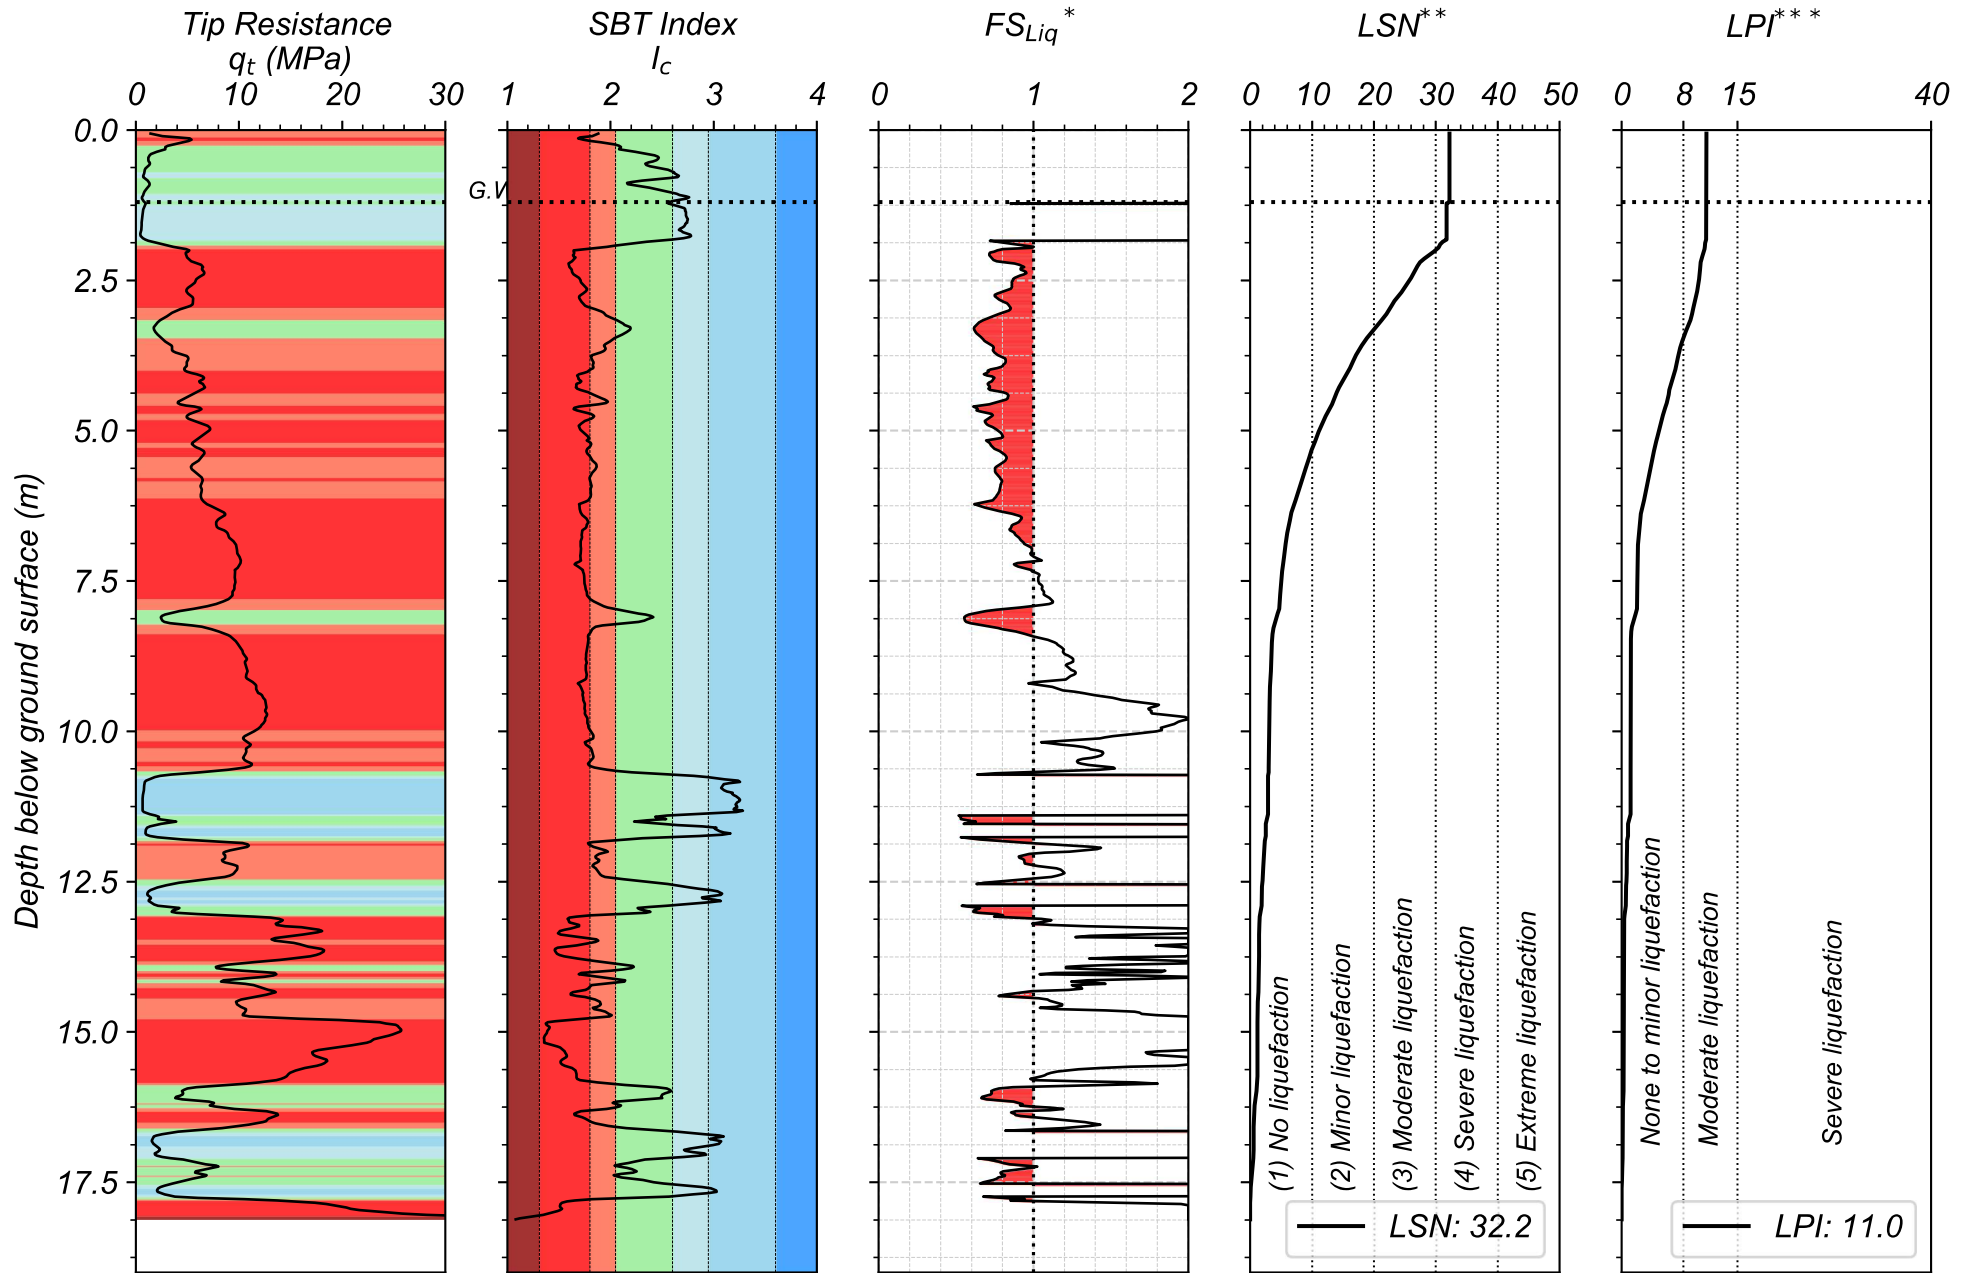 Tip Resistance
qt (MPa)
SBT Index
Ic
FSLiq*
LSN**
LPI***
0 10 20 30
1 2 3 4
0 1 2
0 10 20 30 40 50
0 8 15 40
Depth below ground surface (m)
0.0
2.5
5.0
7.5
10.0
12.5
15.0
17.5
G.W
(1) No liquefaction
(2) Minor liquefaction
(3) Moderate liquefaction
(4) Severe liquefaction
(5) Extreme liquefaction
LSN: 32.2
None to minor liquefaction
Moderate liquefaction
Severe liquefaction
LPI: 11.0